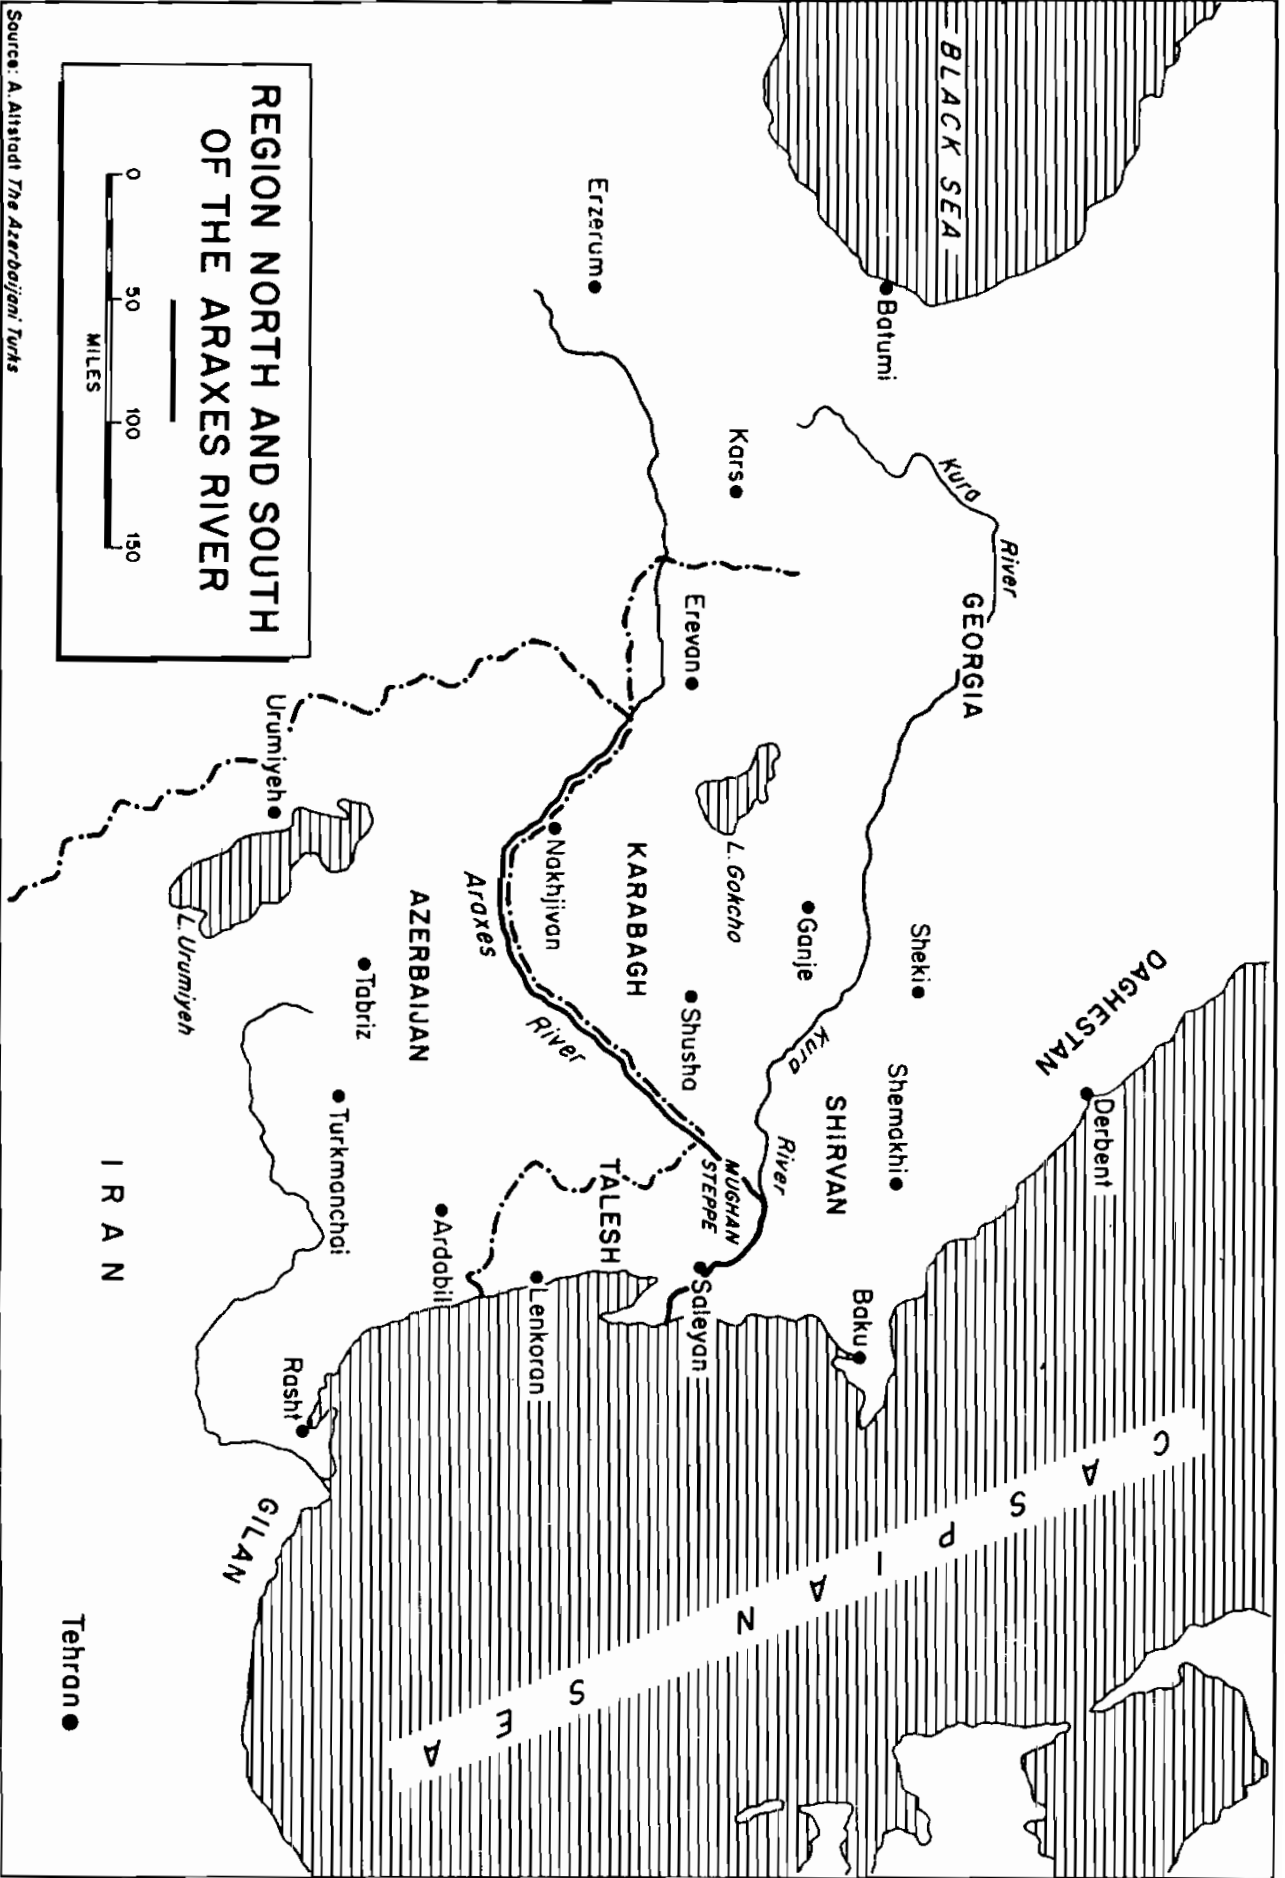 BLACK SEA
Batumi
Kura
River
GEORGIA
Kars
Erzerum
Erevan
L. Gokcho
Ganje
Sheki
DAGHESTAN
Derbent
Shemakhi
SHIRVAN
Kura
River
KARABAGH
Shusha
Nakhjivan
Araxes
River
MUGHAN
STEPPE
Saleyan
Baku
TALESH
Lenkoran
AZERBAIJAN
Ardabil
Tabriz
Turkmanchai
Urumiyeh
L. Urumiyeh
IRAN
Rasht
GILAN
Tehran
CASPIAN SEA
REGION NORTH AND SOUTH
OF THE ARAXES RIVER
0 50 100 150
MILES
Source: A. Altstadt The Azerbaijani Turks